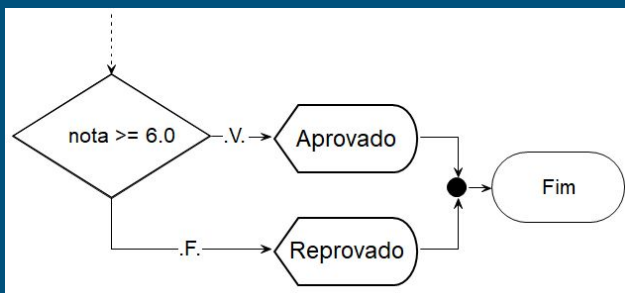 nota >= 6.0
.V.
Aprovado
Fim
.F.
Reprovado